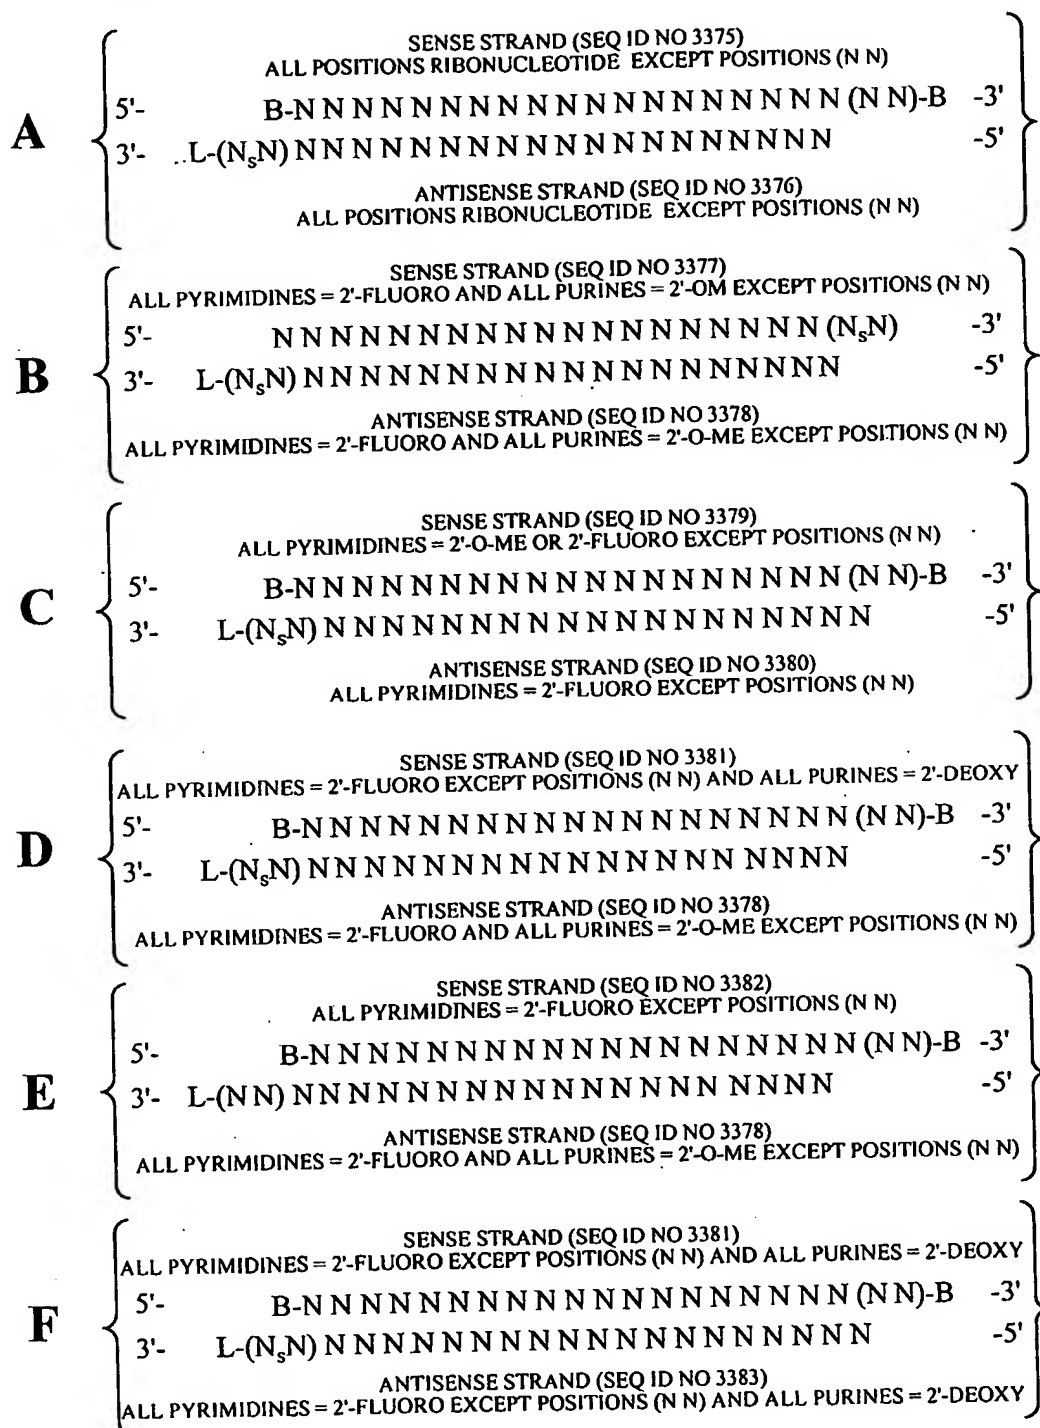 SENSE STRAND (SEQ ID NO 3375)
ALL POSITIONS RIBONUCLEOTIDE EXCEPT POSITIONS (N N)
A
5'- B-N N N N N N N N N N N N N N N N N N N (N N)-B -3'
3'- L-(NsN) N N N N N N N N N N N N N N N N N N N -5'
ANTISENSE STRAND (SEQ ID NO 3376)
ALL POSITIONS RIBONUCLEOTIDE EXCEPT POSITIONS (N N)
SENSE STRAND (SEQ ID NO 3377)
ALL PYRIMIDINES = 2'-FLUORO AND ALL PURINES = 2'-OM EXCEPT POSITIONS (N N)
B
5'- N N N N N N N N N N N N N N N N N N N (NsN) -3'
3'- L-(NsN) N N N N N N N N N N N N N N N N N N N -5'
ANTISENSE STRAND (SEQ ID NO 3378)
ALL PYRIMIDINES = 2'-FLUORO AND ALL PURINES = 2'-O-ME EXCEPT POSITIONS (N N)
SENSE STRAND (SEQ ID NO 3379)
ALL PYRIMIDINES = 2'-O-ME OR 2'-FLUORO EXCEPT POSITIONS (N N)
C
5'- B-N N N N N N N N N N N N N N N N N N N (N N)-B -3'
3'- L-(NsN) N N N N N N N N N N N N N N N N N N N -5'
ANTISENSE STRAND (SEQ ID NO 3380)
ALL PYRIMIDINES = 2'-FLUORO EXCEPT POSITIONS (N N)
SENSE STRAND (SEQ ID NO 3381)
ALL PYRIMIDINES = 2'-FLUORO EXCEPT POSITIONS (N N) AND ALL PURINES = 2'-DEOXY
D
5'- B-N N N N N N N N N N N N N N N N N N N (N N)-B -3'
3'- L-(NsN) N N N N N N N N N N N N N N N NNNN -5'
ANTISENSE STRAND (SEQ ID NO 3378)
ALL PYRIMIDINES = 2'-FLUORO AND ALL PURINES = 2'-O-ME EXCEPT POSITIONS (N N)
SENSE STRAND (SEQ ID NO 3382)
ALL PYRIMIDINES = 2'-FLUORO EXCEPT POSITIONS (N N)
E
5'- B-N N N N N N N N N N N N N N N N N N N (N N)-B -3'
3'- L-(N N) N N N N N N N N N N N N N N N NNNN -5'
ANTISENSE STRAND (SEQ ID NO 3378)
ALL PYRIMIDINES = 2'-FLUORO AND ALL PURINES = 2'-O-ME EXCEPT POSITIONS (N N)
SENSE STRAND (SEQ ID NO 3381)
ALL PYRIMIDINES = 2'-FLUORO EXCEPT POSITIONS (N N) AND ALL PURINES = 2'-DEOXY
F
5'- B-N N N N N N N N N N N N N N N N N N N (N N)-B -3'
3'- L-(NsN) N N N N N N N N N N N N N N N N N N N -5'
ANTISENSE STRAND (SEQ ID NO 3383)
ALL PYRIMIDINES = 2'-FLUORO EXCEPT POSITIONS (N N) AND ALL PURINES = 2'-DEOXY